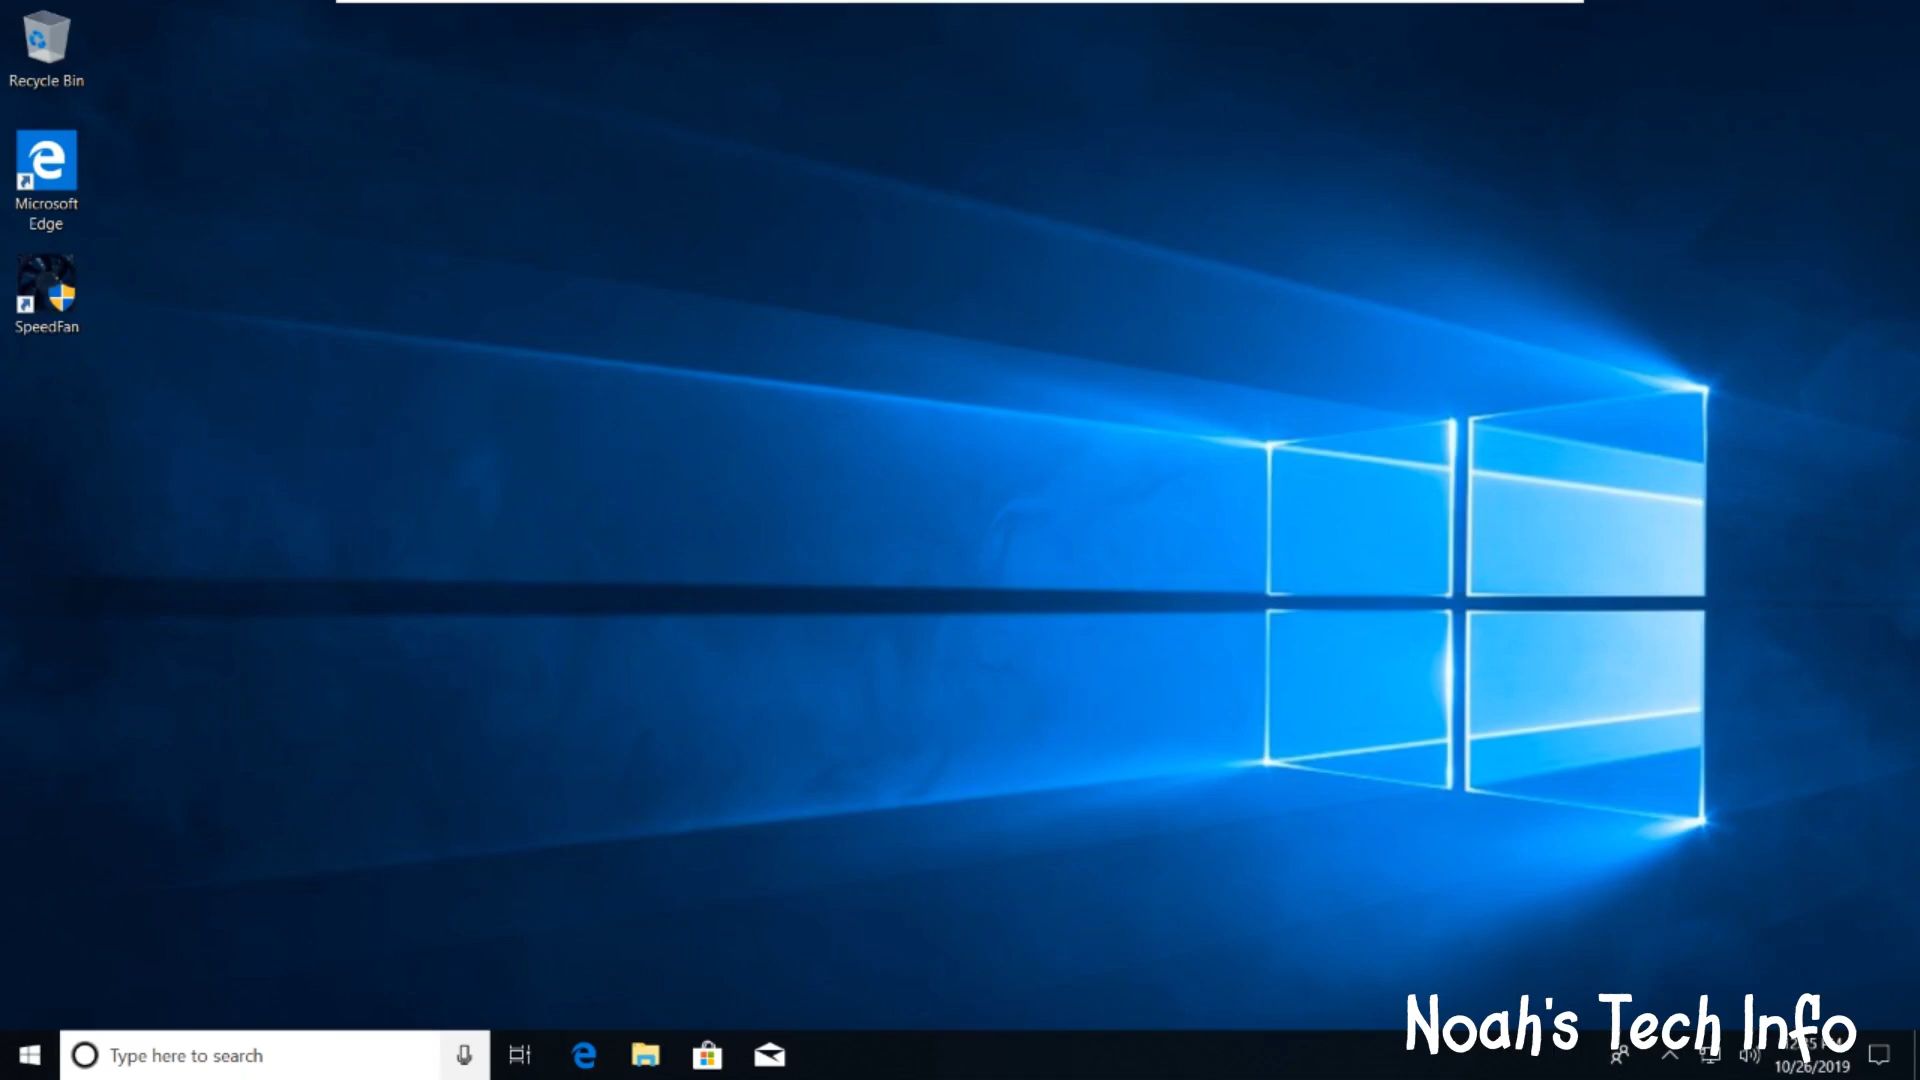 Recycle Bin
Microsoft
Edge
SpeedFan
Noah's Tech Info
Type here to search
10/26/2019